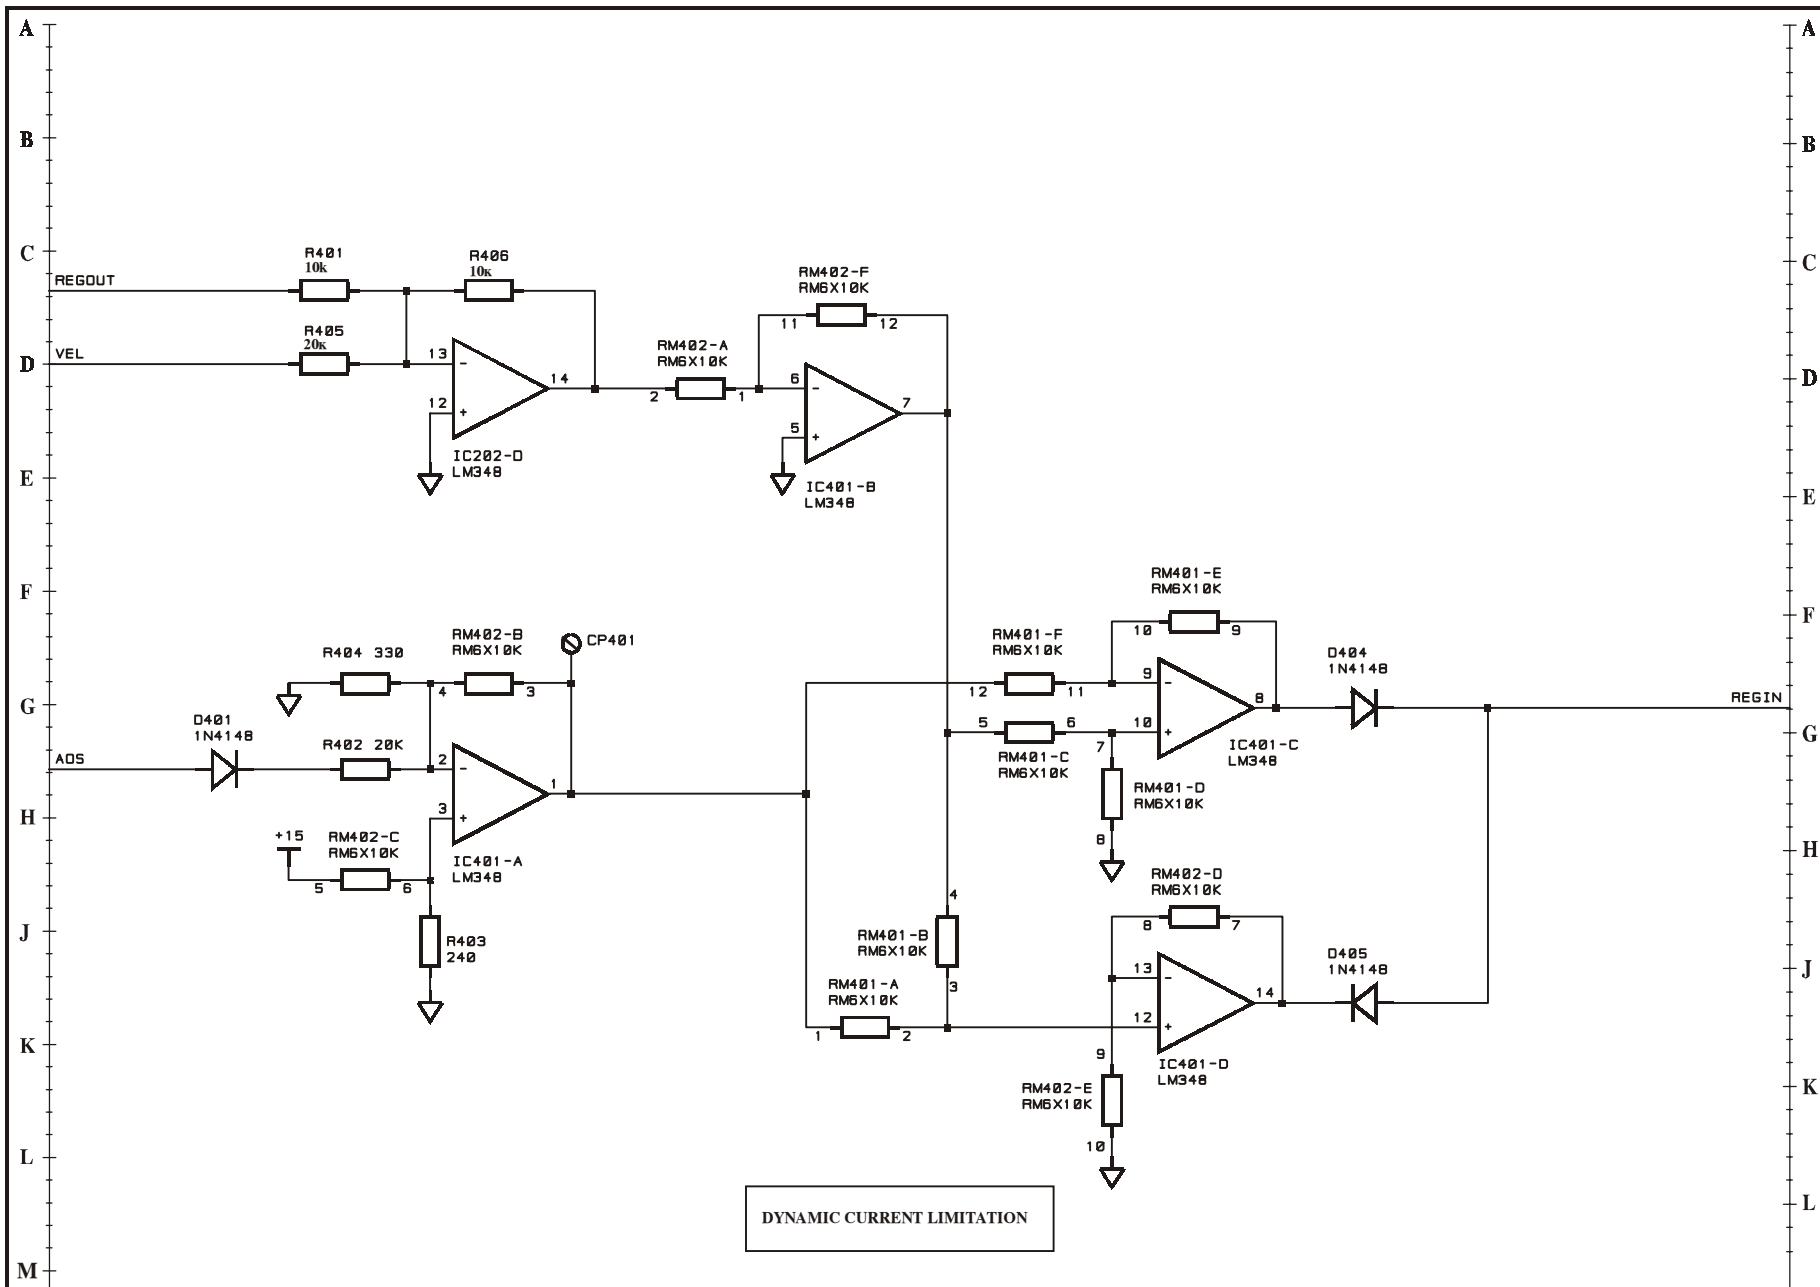 A
A
B
B
C
C
R401
10k
R406
10K
RM402-F
RM6X10K
REGOUT
11
12
R405
20K
RM402-A
RM6X10K
VEL
D
D
13
-
14
2
1
6
-
7
12
+
5
+
IC202-D
LM348
E
E
IC401-B
LM348
F
F
RM401-E
RM6X10K
10
9
RM402-B
RM6X10K
CP401
R404 330
4
3
RM401-F
RM6X10K
12
11
9
-
8
D404
1N4148
REGIN
G
G
D401
1N4148
R402 20K
5
6
7
10
+
RM401-C
RM6X10K
IC401-C
LM348
AOS
2
-
1
3
+
RM401-D
RM6X10K
8
H
H
+15
RM402-C
RM6X10K
5
6
IC401-A
LM348
RM402-D
RM6X10K
8
7
4
J
J
R403
240
RM401-B
RM6X10K
3
13
-
14
D405
1N4148
RM401-A
RM6X10K
1
2
12
+
K
K
9
IC401-D
LM348
RM402-E
RM6X10K
10
L
L
DYNAMIC CURRENT LIMITATION
M